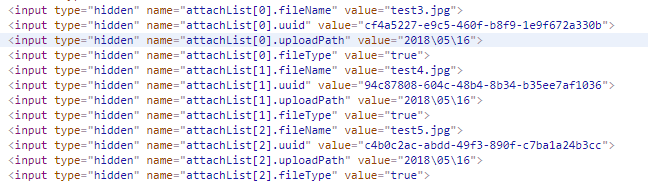 <input type="hidden" name="attachList[0].fileName" value="test3.jpg">
<input type="hidden" name="attachList[0].uuid" value="cf4a5227-e9c5-460f-b8f9-1e9f672a330b">
<input type="hidden" name="attachList[0].uploadPath" value="2018\05\16">
<input type="hidden" name="attachList[0].fileType" value="true">
<input type="hidden" name="attachList[1].fileName" value="test4.jpg">
<input type="hidden" name="attachList[1].uuid" value="94c87808-604c-48b4-8b34-b35ee7af1036">
<input type="hidden" name="attachList[1].uploadPath" value="2018\05\16">
<input type="hidden" name="attachList[1].fileType" value="true">
<input type="hidden" name="attachList[2].fileName" value="test5.jpg">
<input type="hidden" name="attachList[2].uuid" value="c4b0c2ac-abdd-49f3-890f-c7ba1a24b3cc">
<input type="hidden" name="attachList[2].uploadPath" value="2018\05\16">
<input type="hidden" name="attachList[2].fileType" value="true">